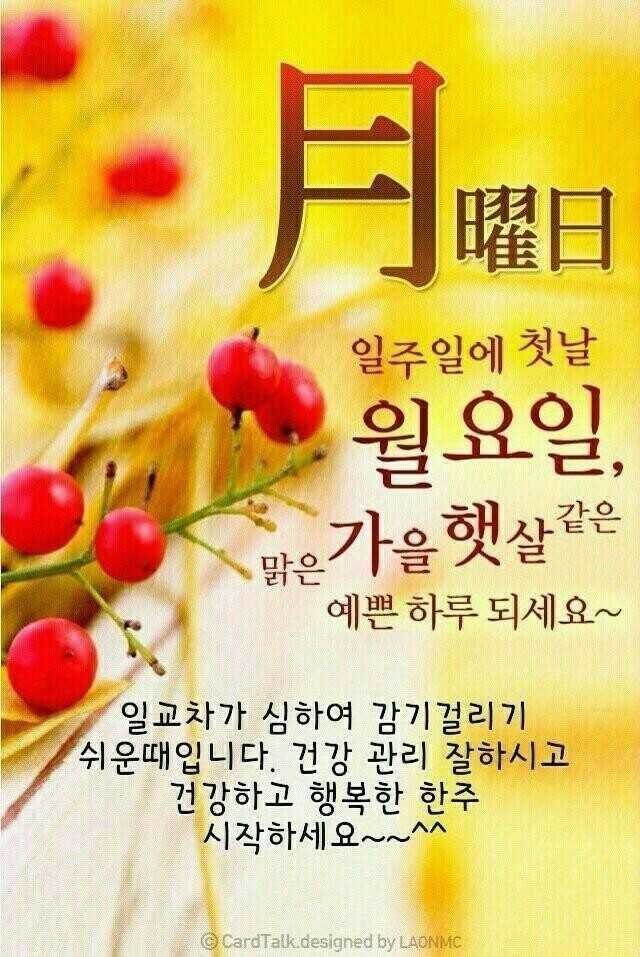 月曜日
일주일에 첫날
월요일,
맑은 가을 햇살 같은
예쁜 하루 되세요~
일교차가 심하여 감기걸리기
쉬운때입니다. 건강 관리 잘하시고
건강하고 행복한 한주
시작하세요~~^^
© CardTalk.designed by LAONMC